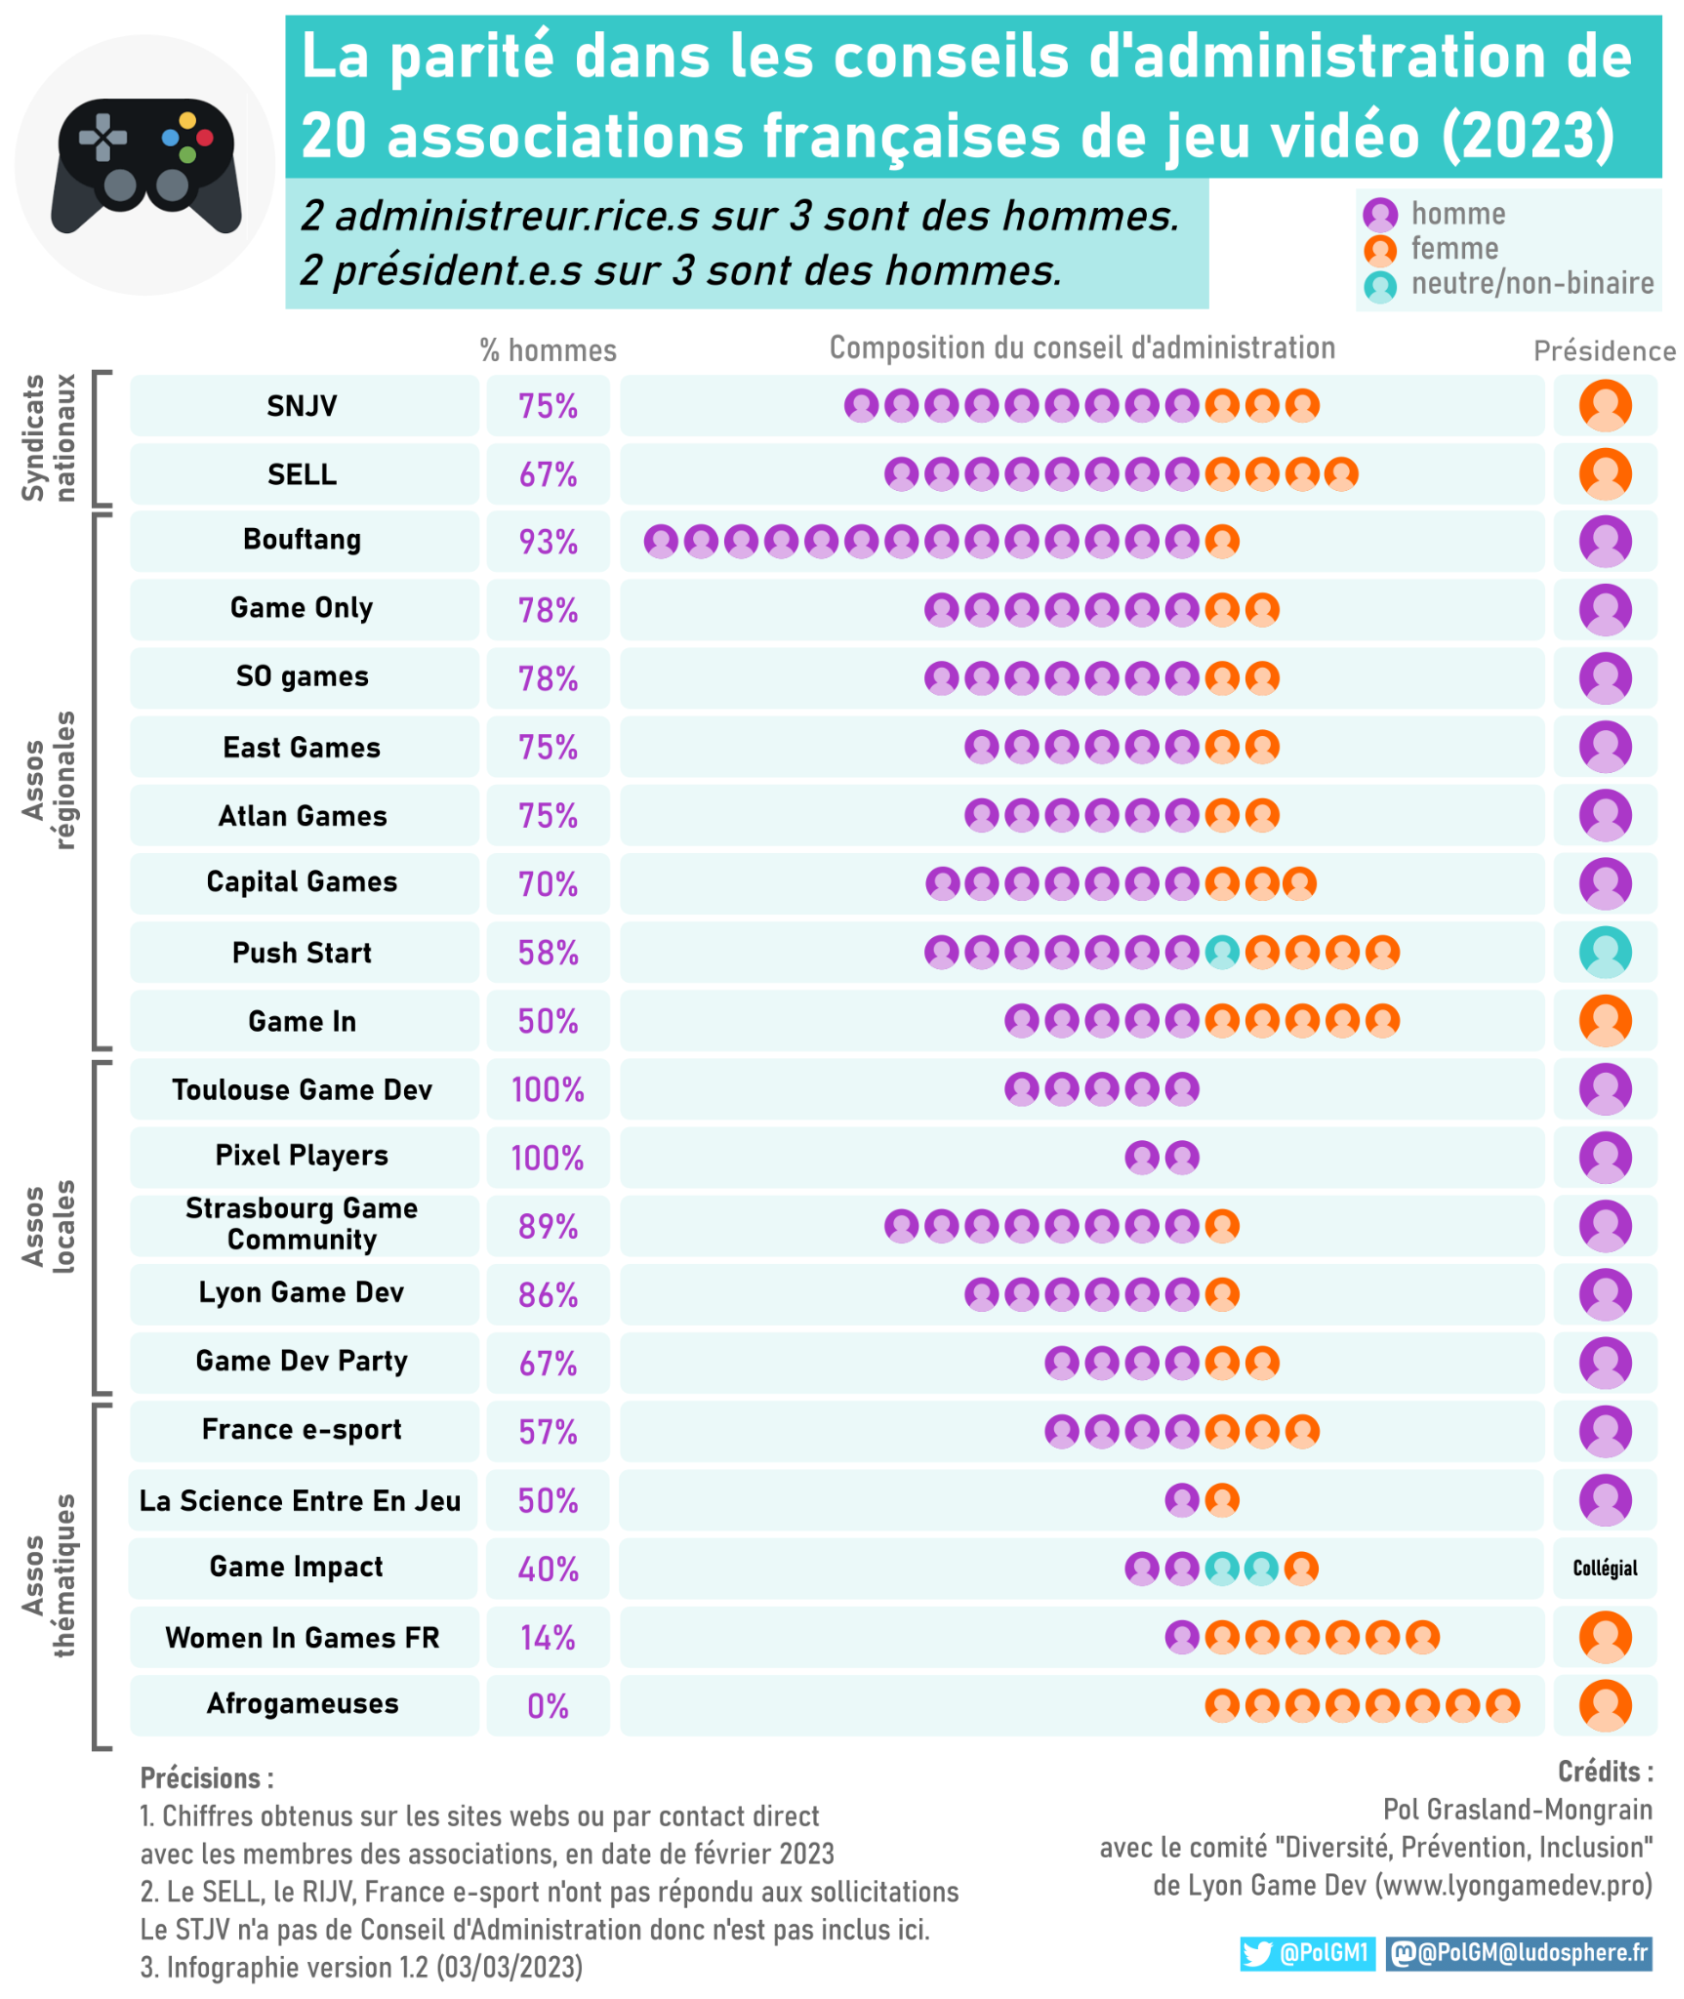 La parité dans les conseils d'administration de
20 associations françaises de jeu vidéo (2023)
2 administreur.rice.s sur 3 sont des hommes.
2 président.e.s sur 3 sont des hommes.
homme
femme
neutre/non-binaire
% hommes
Composition du conseil d'administration
Présidence
Syndicats
nationaux
SNJV
75%
SELL
67%
Assos
régionales
Bouftang
93%
Game Only
78%
SO games
78%
East Games
75%
Atlan Games
75%
Capital Games
70%
Push Start
58%
Game In
50%
Assos
locales
Toulouse Game Dev
100%
Pixel Players
100%
Strasbourg Game
Community
89%
Lyon Game Dev
86%
Game Dev Party
67%
Assos
thématiques
France e-sport
57%
La Science Entre En Jeu
50%
Game Impact
40%
Collégial
Women In Games FR
14%
Afrogameuses
0%
Précisions :
1. Chiffres obtenus sur les sites webs ou par contact direct
avec les membres des associations, en date de février 2023
2. Le SELL, le RIJV, France e-sport n'ont pas répondu aux sollicitations
Le STJV n'a pas de Conseil d'Administration donc n'est pas inclus ici.
3. Infographie version 1.2 (03/03/2023)
Crédits :
Pol Grasland-Mongrain
avec le comité "Diversité, Prévention, Inclusion"
de Lyon Game Dev (www.lyongamedev.pro)
@PolGM1
@PolGM@ludosphere.fr